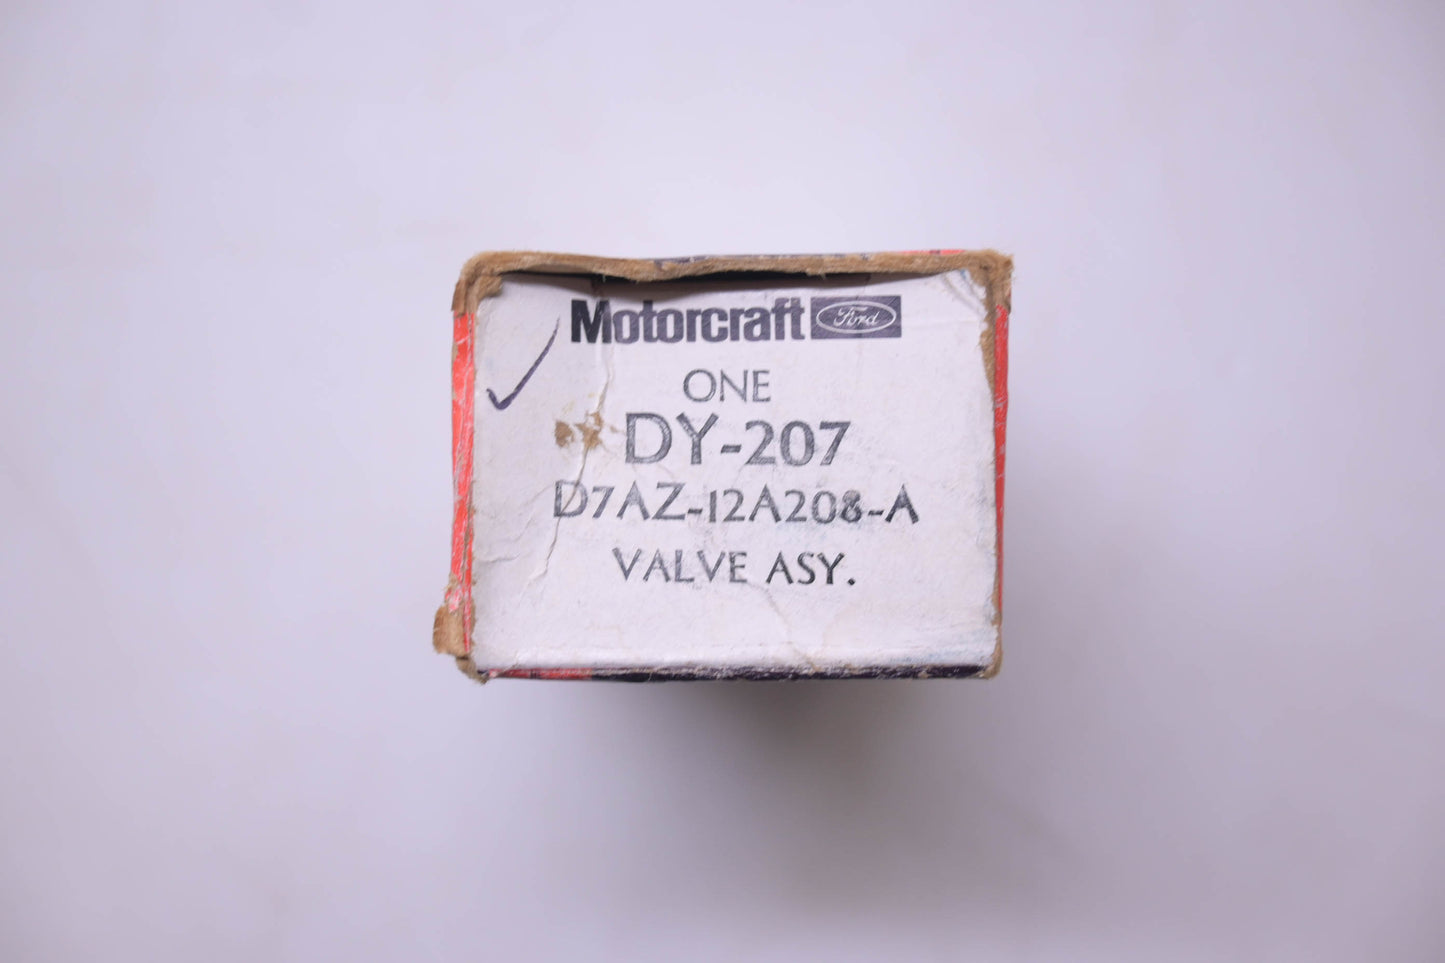 Motorcraft Ford
ONE
DY-207
D7AZ-12A208-A
VALVE ASY.